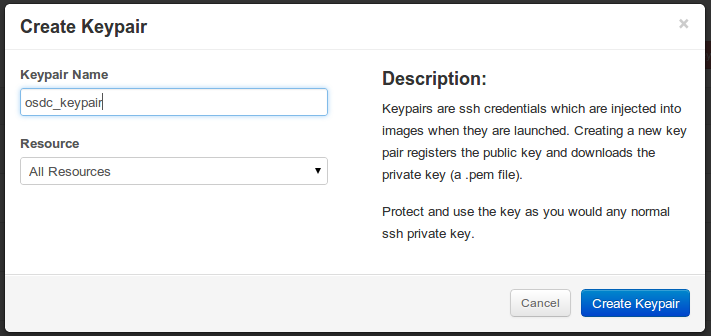 Create Keypair
×
Keypair Name
osdc_keypair
Resource
All Resources
Description:
Keypairs are ssh credentials which are injected into
images when they are launched. Creating a new key
pair registers the public key and downloads the
private key (a .pem file).
Protect and use the key as you would any normal
ssh private key.
Cancel
Create Keypair